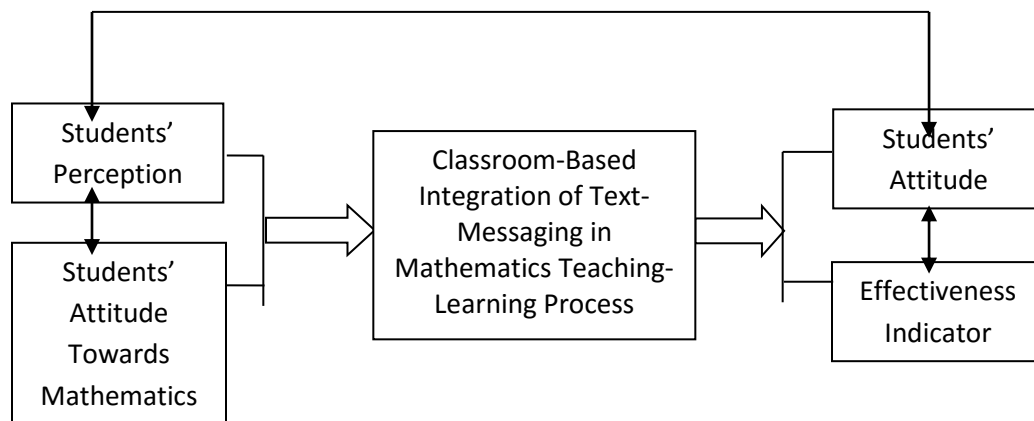 Students’
Perception
Students’
Attitude
Towards
Mathematics
Classroom-Based
Integration of Text-
Messaging in
Mathematics Teaching-
Learning Process
Students’
Attitude
Effectiveness
Indicator